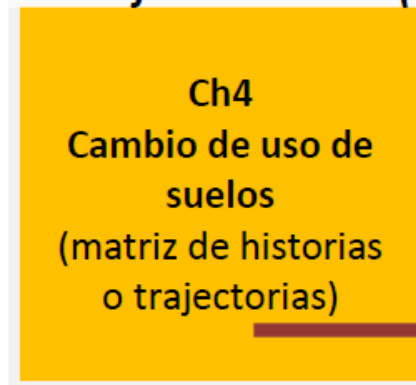 Ch4
Cambio de uso de
suelos
(matriz de historias
o trajectorias)